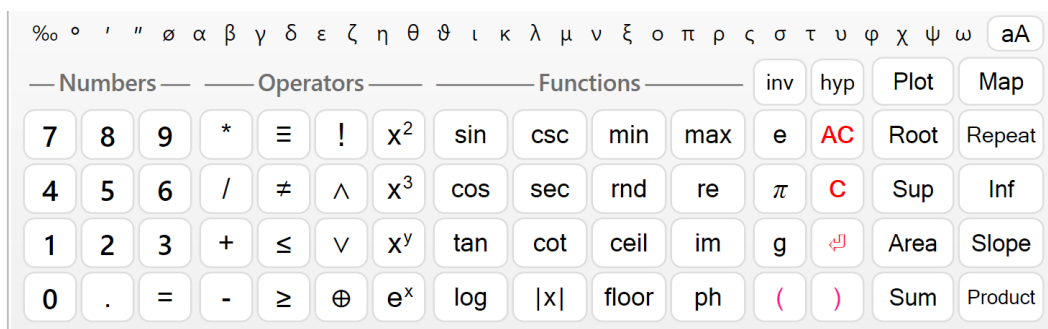 ‰ ° ′ ″ ø α β γ δ ε ζ η θ ϑ ι κ λ μ ν ξ ο π ρ ς σ τ υ φ χ ψ ω aA
Numbers Operators Functions inv hyp Plot Map
7 8 9 * ≡ ! x² sin csc min max e AC Root Repeat
4 5 6 / ≠ ∧ x³ cos sec rnd re π C Sup Inf
1 2 3 + ≤ ∨ xʸ tan cot ceil im g ⏎ Area Slope
0 . = - ≥ ⊕ eˣ log |x| floor ph ( ) Sum Product